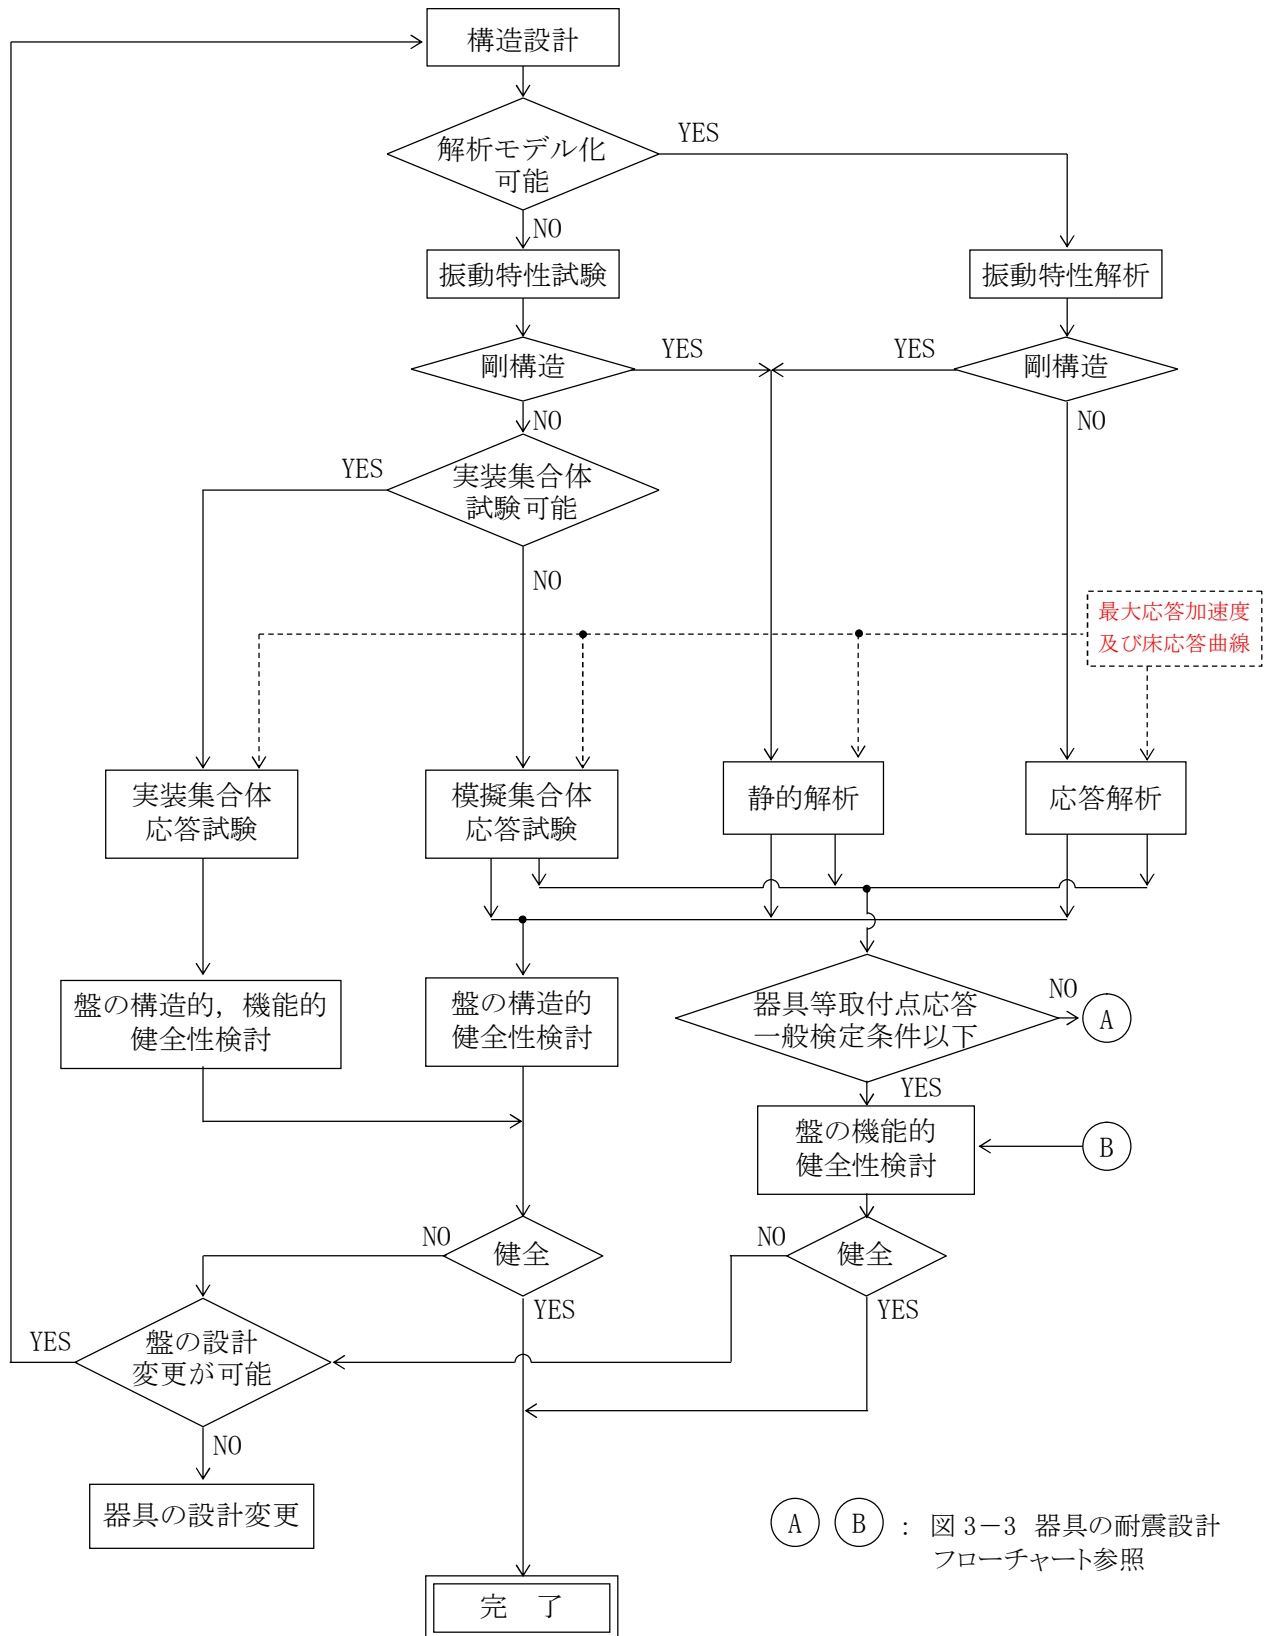 構造設計
解析モデル化
可能
YES
NO
振動特性試験
振動特性解析
剛構造
YES
YES
剛構造
NO
NO
実装集合体
試験可能
YES
NO
最大応答加速度
及び床応答曲線
実装集合体
応答試験
模擬集合体
応答試験
静的解析
応答解析
盤の構造的，機能的
健全性検討
盤の構造的
健全性検討
器具等取付点応答
一般検定条件以下
NO
A
YES
盤の機能的
健全性検討
B
NO
健全
YES
NO
健全
YES
YES
盤の設計
変更が可能
NO
器具の設計変更
A B ： 図 3－3 器具の耐震設計
フローチャート参照
完　了